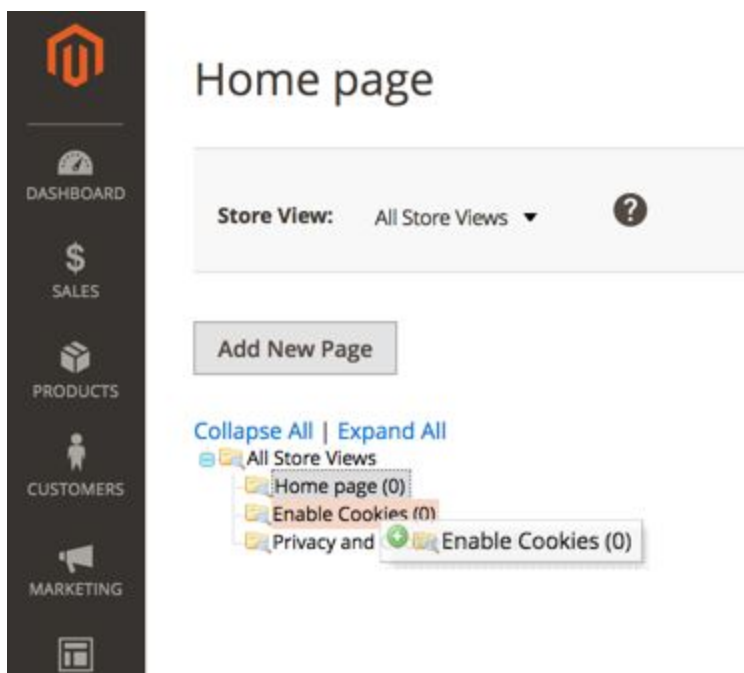 Home page
DASHBOARD
Store View: All Store Views
$
SALES
Add New Page
PRODUCTS
Collapse All | Expand All
All Store Views
Home page (0)
CUSTOMERS
Enable Cookies (0)
Privacy and
Enable Cookies (0)
MARKETING